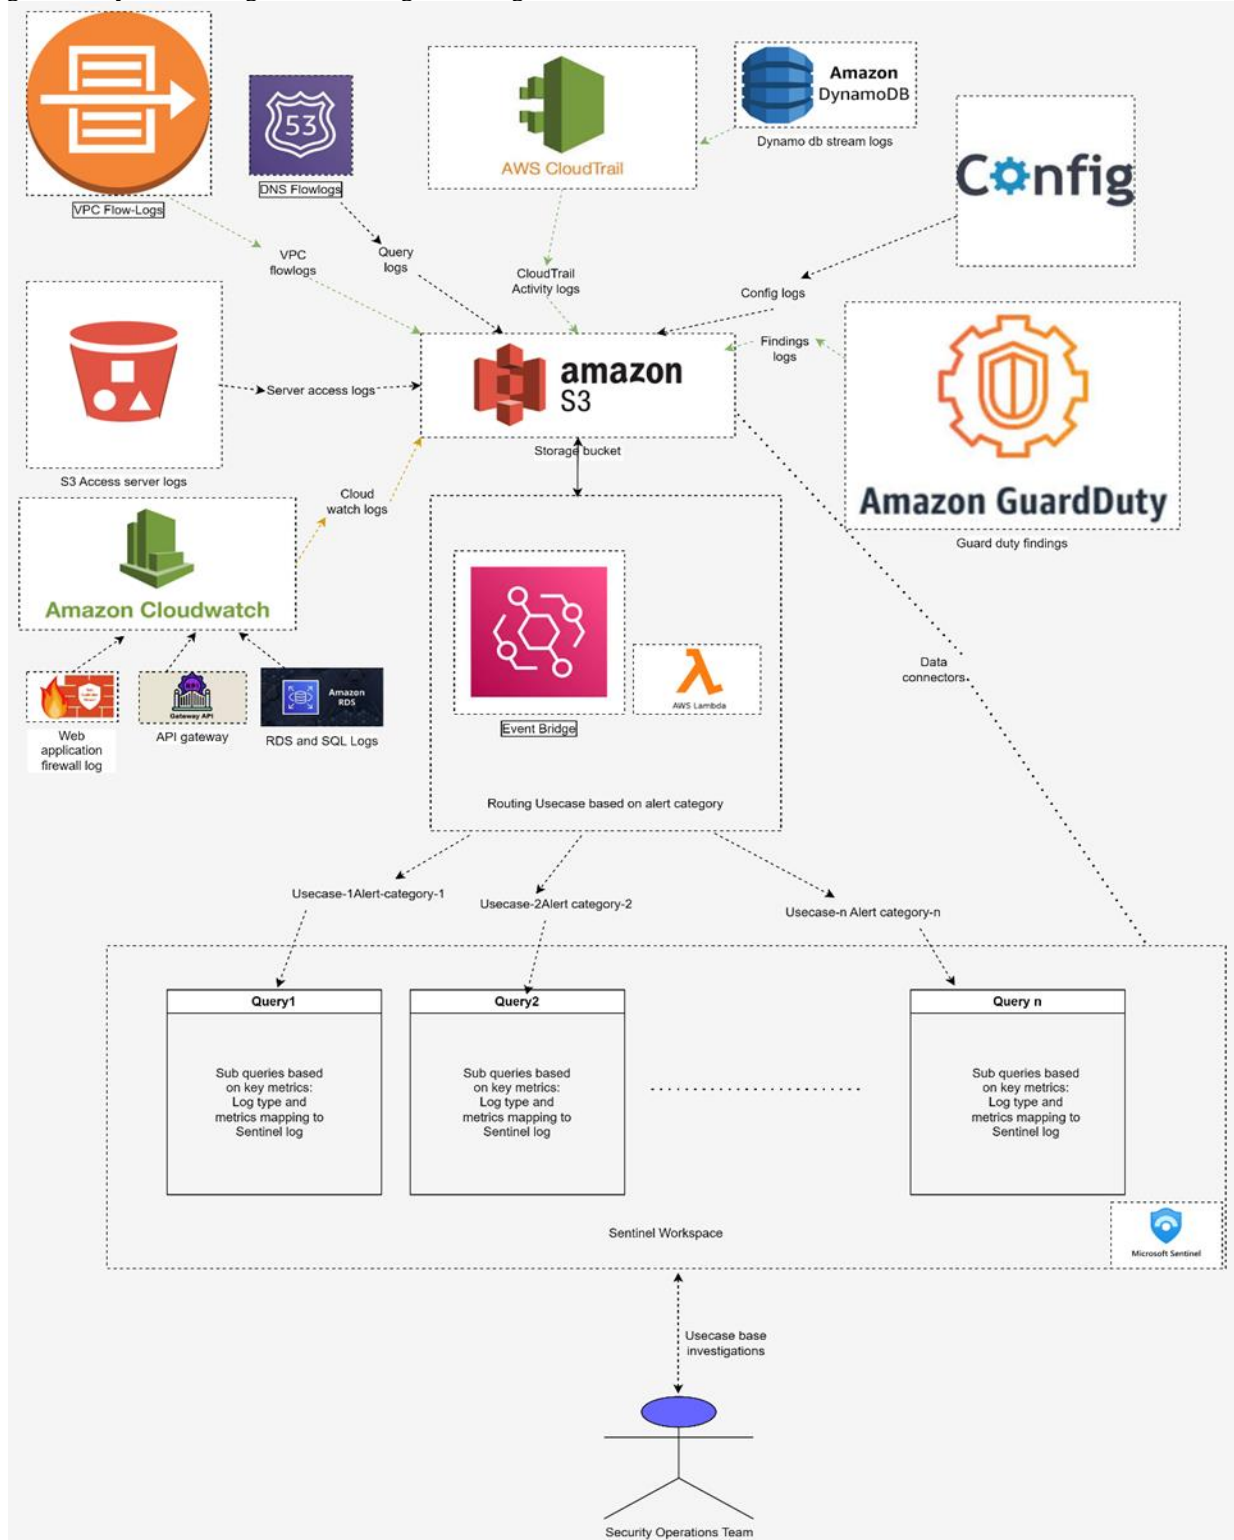 53
Amazon
DynamoDB
AWS CloudTrail
Dynamo db stream logs
Config
DNS Flowlogs
VPC Flow-Logs
VPC
flowlogs
Query
logs
CloudTrail
Activity logs
Config logs
Findings
logs
amazon
S3
Server access logs
Storage bucket
S3 Access server logs
Cloud
watch logs
Amazon GuardDuty
Guard duty findings
Amazon Cloudwatch
Data
connectors
Amazon
RDS
AWS Lambda
Gateway API
Event Bridge
Web
application
firewall log
API gateway
RDS and SQL Logs
Routing Usecase based on alert category
Usecase-1Alert-category-1
Usecase-2Alert category-2
Usecase-n Alert category-n
Query1
Query2
Query n
Sub queries based
on key metrics:
Log type and
metrics mapping to
Sentinel log
Sub queries based
on key metrics:
Log type and
metrics mapping to
Sentinel log
Sub queries based
on key metrics:
Log type and
metrics mapping to
Sentinel log
Sentinel Workspace
Microsoft Sentinel
Usecase base
investigations
Security Operations Team